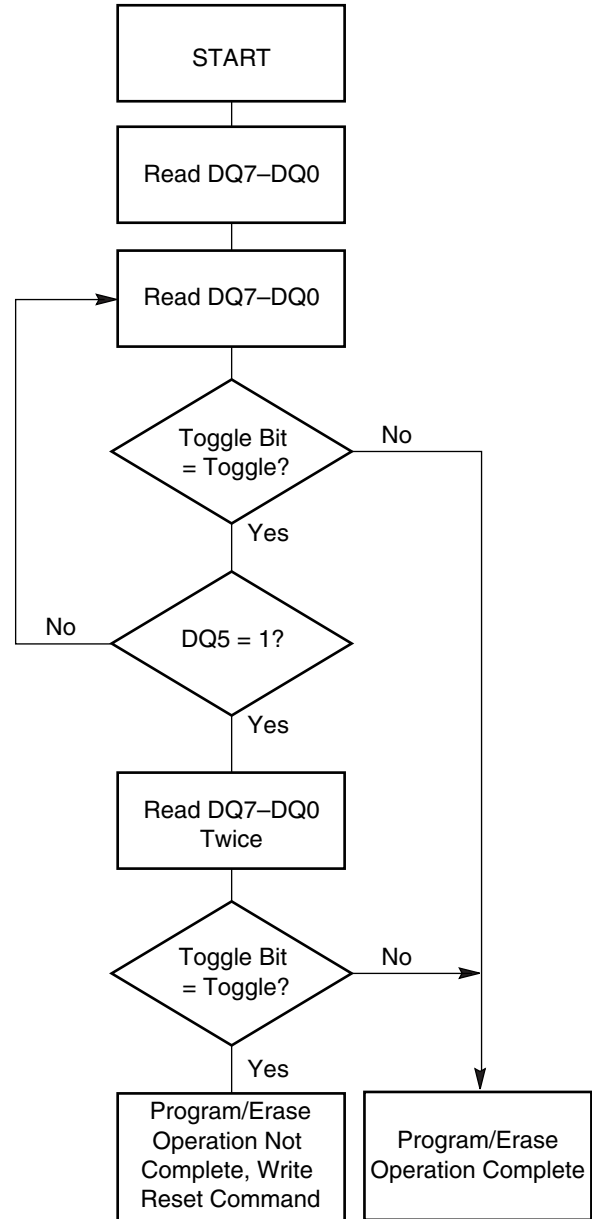 START
Read DQ7–DQ0
Read DQ7–DQ0
Toggle Bit
= Toggle?
No
Yes
No
DQ5 = 1?
Yes
Read DQ7–DQ0
Twice
Toggle Bit
= Toggle?
No
Yes
Program/Erase
Operation Not
Complete, Write
Reset Command
Program/Erase
Operation Complete